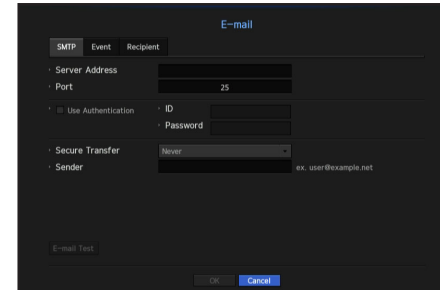 E-mail
SMTP Event Recipient
Server Address
Port 25
Use Authentication ID
Password
Secure Transfer Never
Sender ex. user@example.net
E-mail Test
OK Cancel